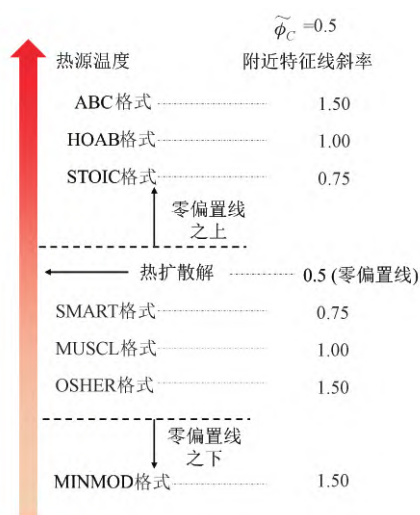 $\widetilde{\phi}_C$ =0.5
热源温度 附近特征线斜率
ABC格式 1.50
HOAB格式 1.00
STOIC格式 0.75
零偏置线
之上
热扩散解 0.5 (零偏置线)
SMART格式 0.75
MUSCL格式 1.00
OSHER格式 1.50
零偏置线
之下
MINMOD格式 1.50